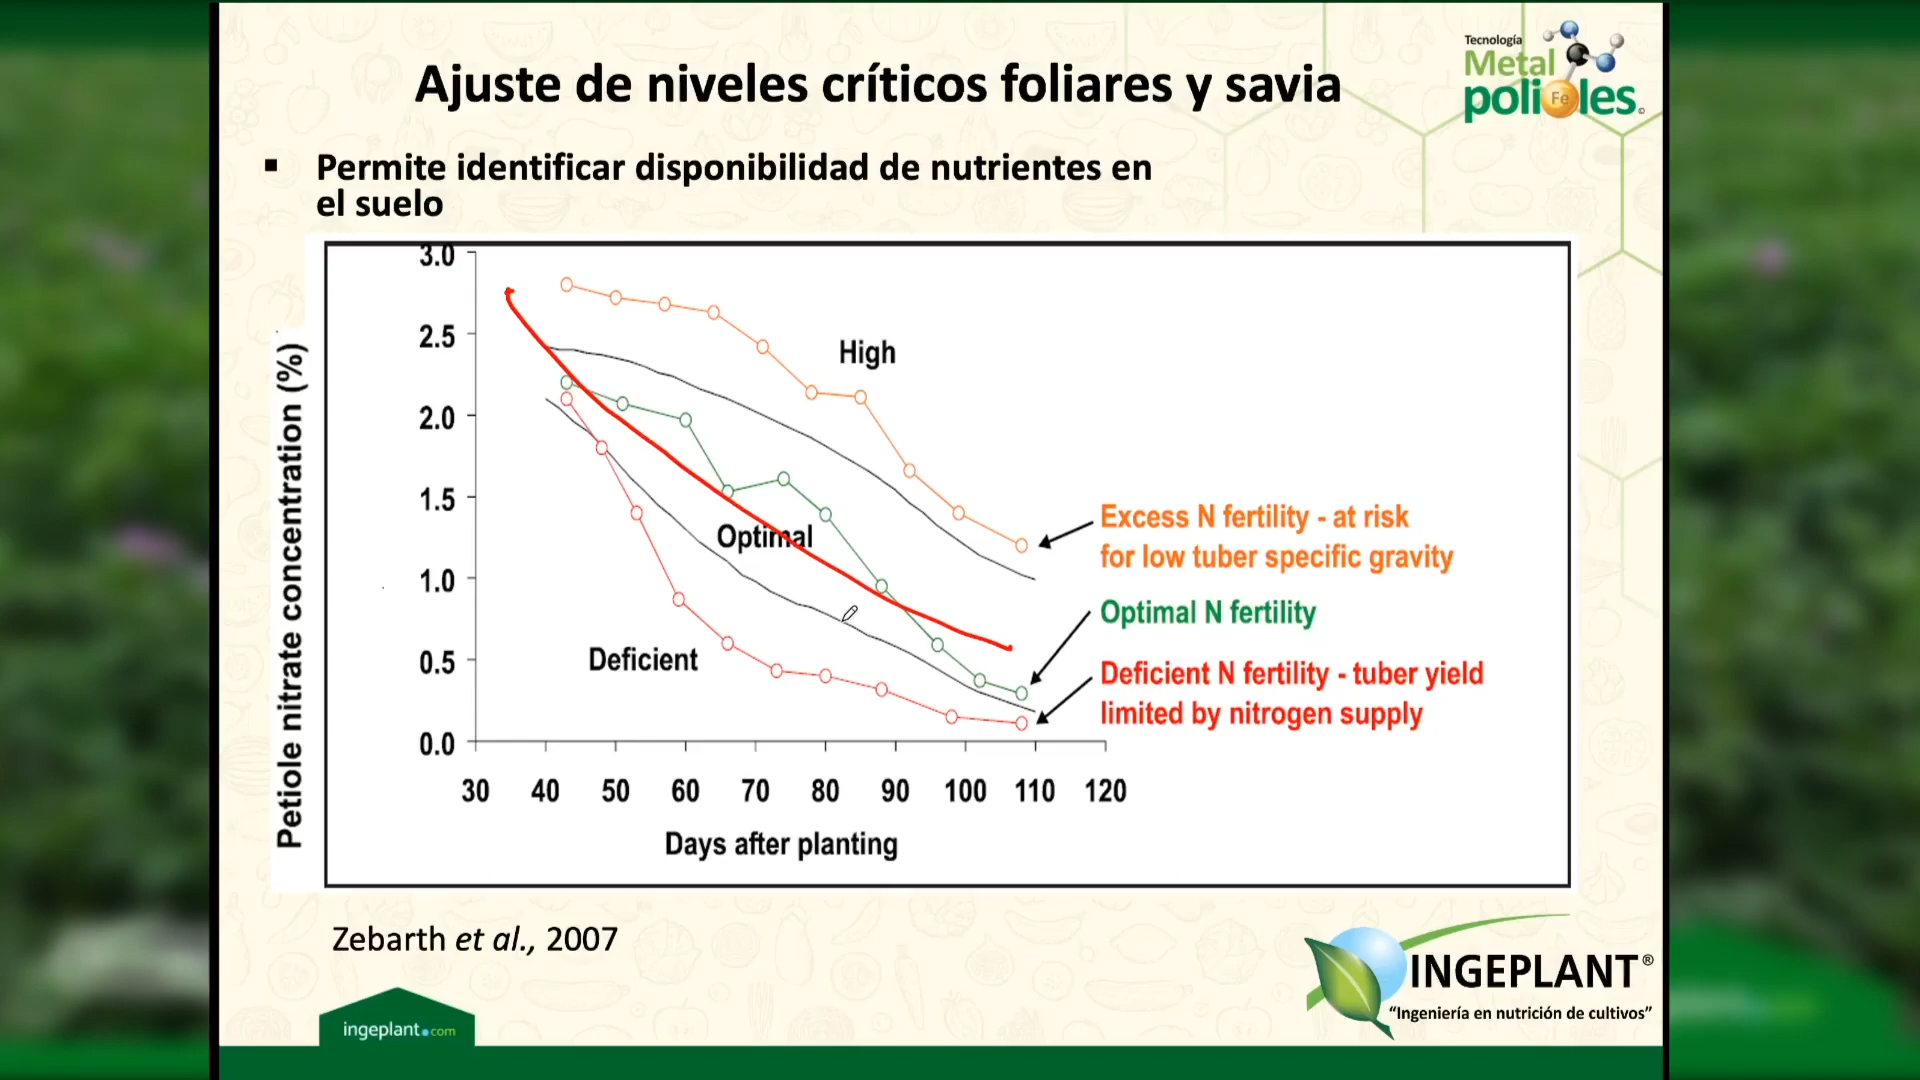 Ajuste de niveles críticos foliares y savia
Tecnología
Metal
polioles
Fe
©
▪ Permite identificar disponibilidad de nutrientes en
el suelo
Petiole nitrate concentration (%)
3.0
2.5
2.0
1.5
1.0
0.5
0.0
High
Optimal
Deficient
Excess N fertility - at risk
for low tuber specific gravity
Optimal N fertility
Deficient N fertility - tuber yield
limited by nitrogen supply
30 40 50 60 70 80 90 100 110 120
Days after planting
Zebarth et al., 2007
INGEPLANT®
“Ingeniería en nutrición de cultivos”
ingeplant.com